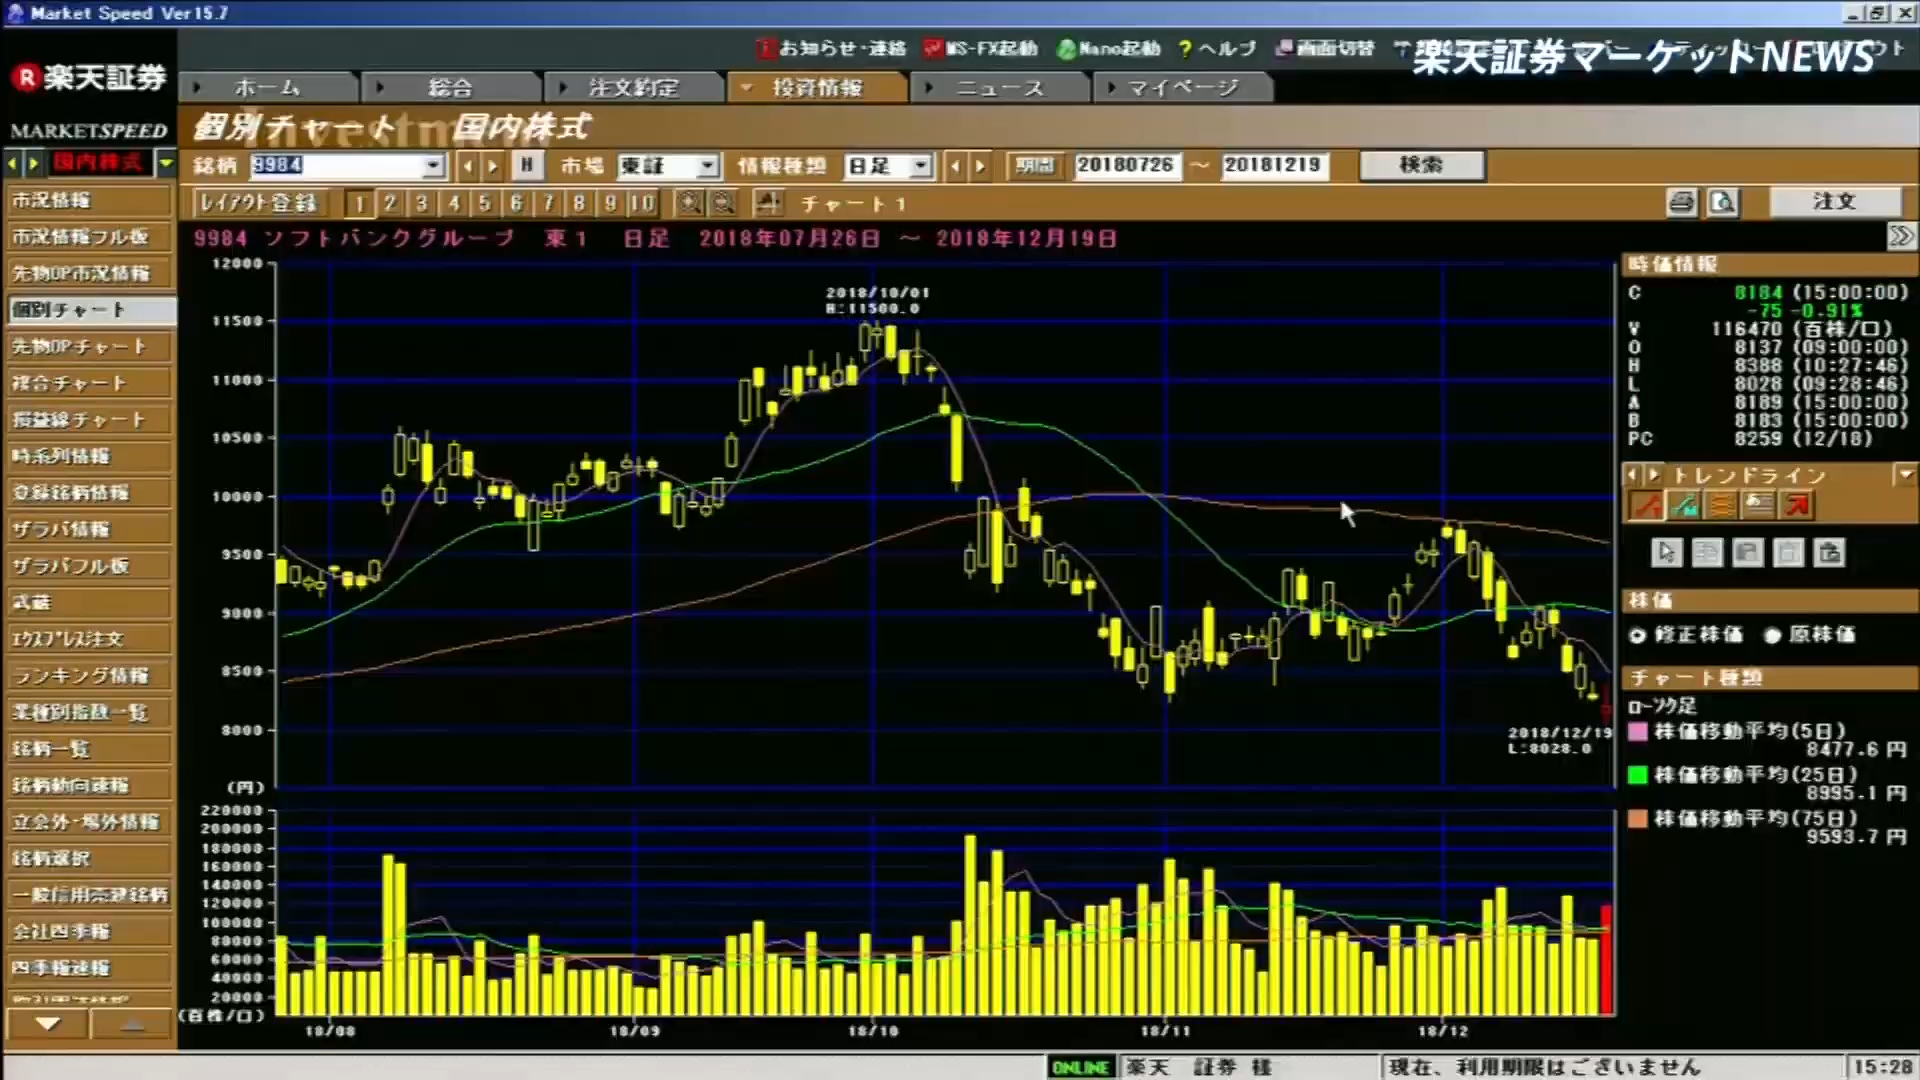 Market Speed Ver15.7
お知らせ・連絡 MS-FX起動 Nano起動 ? ヘルプ 画面切替
楽天証券マーケットNEWS
R 楽天証券
MARKETSPEED
ホーム 総合 注文約定 投資情報 ニュース マイページ
個別チャート 国内株式
国内株式
銘柄 9984 N 市場 東証 情報種類 日足 期間 20180726 ～ 20181219 検索
レイアウト登録 1 2 3 4 5 6 7 8 9 10 チャート1 注文
9984 ソフトバンクグループ 東1 日足 2018年07月26日 ～ 2018年12月19日
市況情報
市況情報フル板
先物OP市況情報
個別チャート
先物OPチャート
複合チャート
損益線チャート
時系列情報
登録銘柄情報
ザラバ情報
ザラバフル板
武蔵
エクスプレス注文
ランキング情報
業種別指数一覧
銘柄一覧
銘柄動向速報
立会外・場外情報
銘柄選択
一般信用売建銘柄
会社四季報
四季報速報
12000
11500
11000
10500
10000
9500
9000
8500
8000
(円)
2018/10/01
H:11500.0
2018/12/19
L:8028.0
220000
200000
180000
160000
140000
120000
100000
80000
60000
40000
20000
(百株/口)
18/08 18/09 18/10 18/11 18/12
時価情報
C 8184 (15:00:00)
-75 -0.91%
V 116470 (百株/口)
O 8137 (09:00:00)
H 8388 (10:27:46)
L 8028 (09:28:46)
A 8189 (15:00:00)
B 8183 (15:00:00)
PC 8259 (12/18)
トレンドライン
株価
修正株価 原株価
チャート種類
ローソク足
株価移動平均(5日)
8477.6 円
株価移動平均(25日)
8995.1 円
株価移動平均(75日)
9593.7 円
ONLINE 楽天 証券 様 現在、利用期限はございません 15:28